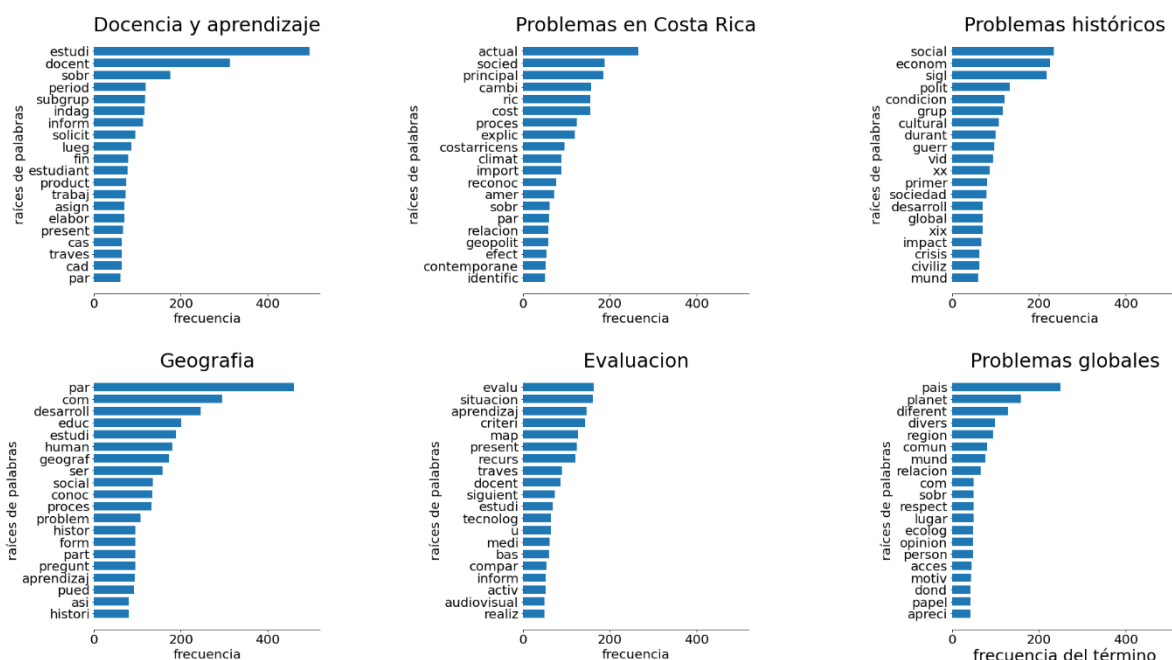 Docencia y aprendizaje
raíces de palabras
estudi
docent
sobr
period
subgrup
indag
inform
solicit
lueg
fin
estudiant
product
trabaj
asign
elabor
present
cas
traves
cad
par
0 200 400
frecuencia
Problemas en Costa Rica
raíces de palabras
actual
socied
principal
cambi
ric
cost
proces
explic
costarricens
climat
import
reconoc
amer
sobr
par
relacion
geopolit
efect
contemporane
identific
0 200 400
frecuencia
Problemas históricos
raíces de palabras
social
econom
sigl
polit
condicion
grup
cultural
durant
guerr
vid
xx
primer
sociedad
desarroll
global
xix
impact
crisis
civiliz
mund
0 200 400
frecuencia
Geografia
raíces de palabras
par
com
desarroll
educ
estudi
human
geograf
ser
social
conoc
proces
problem
histor
form
part
pregunt
aprendizaj
pued
asi
histori
0 200 400
frecuencia
Evaluacion
raíces de palabras
evalu
situacion
aprendizaj
criteri
map
present
recurs
traves
docent
siguient
estudi
tecnolog
u
medi
bas
compar
inform
activ
audiovisual
realiz
0 200 400
frecuencia
Problemas globales
raíces de palabras
pais
planet
diferent
divers
region
comun
mund
relacion
com
sobr
respect
lugar
ecolog
opinion
person
acces
motiv
dond
papel
apreci
0 200 400
frecuencia del término